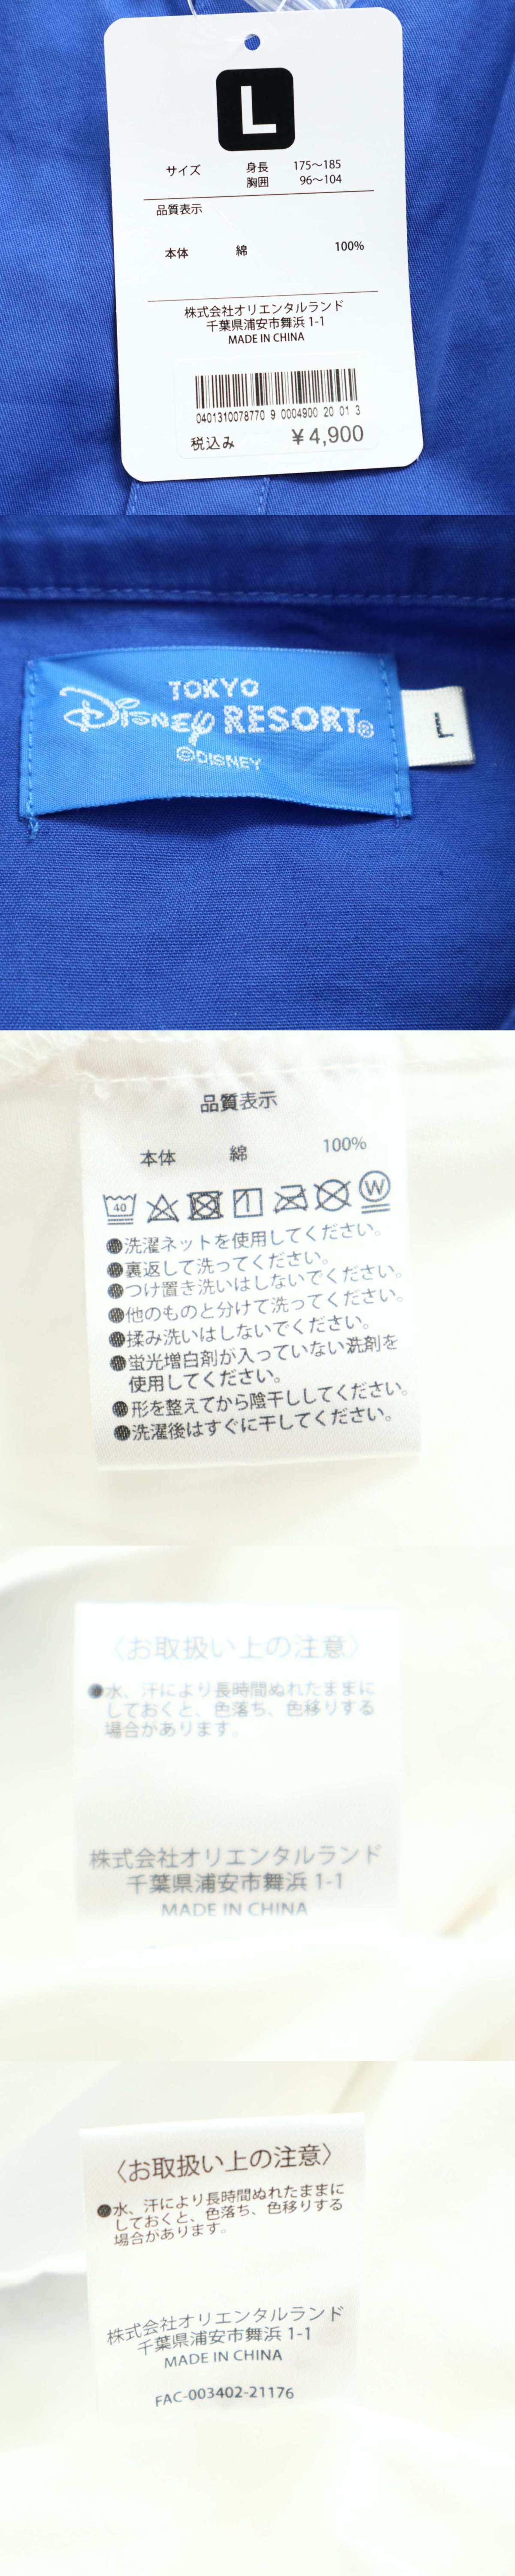 L
サイズ 身長 175～185
胸囲 96～104
品質表示
本体 綿 100%
株式会社オリエンタルランド
千葉県浦安市舞浜 1-1
MADE IN CHINA
0401310078770 9 0004900 20 01 3
税込み ¥4,900
TOKYO
Disney RESORT®
©DISNEY
L
品質表示
本体 綿 100%
40
W
●洗濯ネットを使用してください。
●裏返して洗ってください。
●つけ置き洗いはしないでください。
●他のものと分けて洗ってください。
●揉み洗いはしないでください。
●蛍光増白剤が入っていない洗剤を
使用してください。
●形を整えてから陰干ししてください。
●洗濯後はすぐに干してください。
〈お取扱い上の注意〉
●水、汗により長時間ぬれたままに
しておくと、色落ち、色移りする
場合があります。
株式会社オリエンタルランド
千葉県浦安市舞浜 1-1
MADE IN CHINA
〈お取扱い上の注意〉
●水、汗により長時間ぬれたままに
しておくと、色落ち、色移りする
場合があります。
株式会社オリエンタルランド
千葉県浦安市舞浜 1-1
MADE IN CHINA
FAC-003402-21176